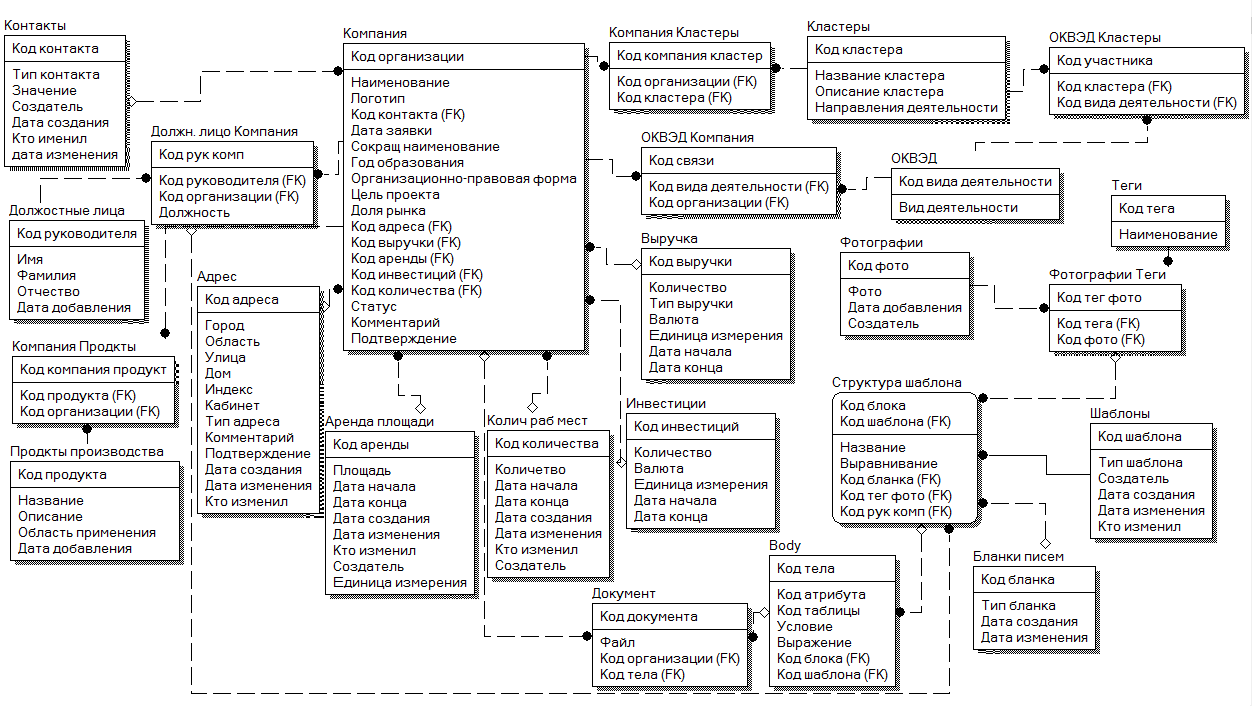 Контакты
Код контакта
Тип контакта
Значение
Создатель
Дата создания
Кто именил
дата изменения
Компания
Код организации
Наименование
Логотип
Код контакта (FK)
Дата заявки
Сокращ наименование
Год образования
Организационно-правовая форма
Цель проекта
Доля рынка
Код адреса (FK)
Код выручки (FK)
Код аренды (FK)
Код инвестиций (FK)
Код количества (FK)
Статус
Комментарий
Подтверждение
Компания Кластеры
Код компания кластер
Код организации (FK)
Код кластера (FK)
Кластеры
Код кластера
Название кластера
Описание кластера
Направления деятельности
ОКВЭД Кластеры
Код участника
Код кластера (FK)
Код вида деятельности (FK)
Должн. лицо Компания
Код рук комп
Код руководителя (FK)
Код организации (FK)
Должность
ОКВЭД Компания
Код связи
Код вида деятельности (FK)
Код организации (FK)
ОКВЭД
Код вида деятельности
Вид деятельности
Теги
Код тега
Наименование
Должостные лица
Код руководителя
Имя
Фамилия
Отчество
Дата добавления
Адрес
Код адреса
Город
Область
Улица
Дом
Индекс
Кабинет
Тип адреса
Комментарий
Подтверждение
Дата создания
Дата изменения
Кто изменил
Выручка
Код выручки
Количество
Тип выручки
Валюта
Единица измерения
Дата начала
Дата конца
Фотографии
Код фото
Фото
Дата добавления
Создатель
Фотографии Теги
Код тег фото
Код тега (FK)
Код фото (FK)
Компания Продкты
Код компания продукт
Код продукта (FK)
Код организации (FK)
Продкты производства
Код продукта
Название
Описание
Область применения
Дата добавления
Аренда площади
Код аренды
Площадь
Дата начала
Дата конца
Дата создания
Дата изменения
Кто изменил
Создатель
Единица измерения
Колич раб мест
Код количества
Количетво
Дата начала
Дата конца
Дата создания
Дата изменения
Кто изменил
Создатель
Инвестиции
Код инвестиций
Количество
Валюта
Единица измерения
Дата начала
Дата конца
Структура шаблона
Код блока
Код шаблона (FK)
Название
Выравнивание
Код бланка (FK)
Код тег фото (FK)
Код рук комп (FK)
Шаблоны
Код шаблона
Тип шаблона
Создатель
Дата создания
Дата изменения
Кто изменил
Документ
Код документа
Файл
Код организации (FK)
Код тела (FK)
Body
Код тела
Код атрибута
Код таблицы
Условие
Выражение
Код блока (FK)
Код шаблона (FK)
Бланки писем
Код бланка
Тип бланка
Дата создания
Дата изменения